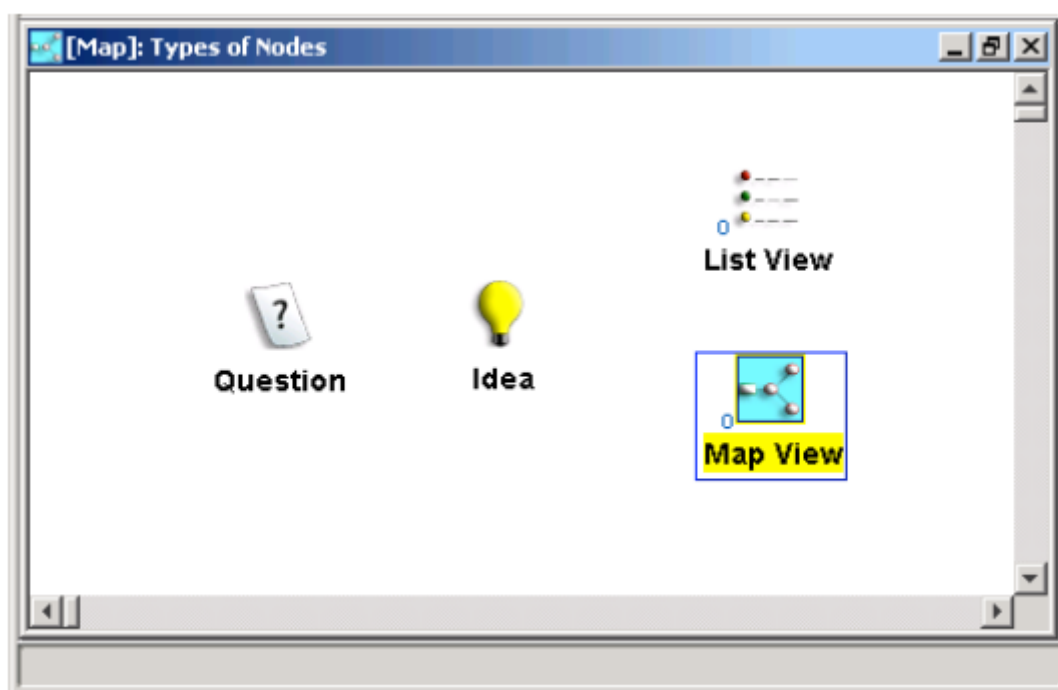 [Map]: Types of Nodes
0
List View
?
Question
Idea
0
Map View